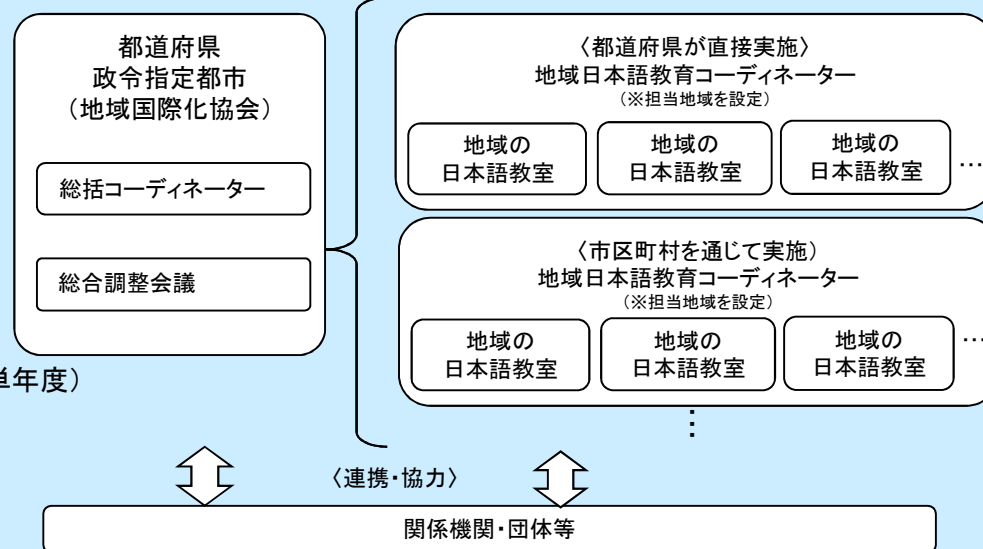 都道府県
政令指定都市
（地域国際化協会）
総括コーディネーター
総合調整会議
〈都道府県が直接実施〉
地域日本語教育コーディネーター
（※担当地域を設定）
地域の
日本語教室
地域の
日本語教室
地域の
日本語教室
…
〈市区町村を通じて実施）
地域日本語教育コーディネーター
（※担当地域を設定）
地域の
日本語教室
地域の
日本語教室
地域の
日本語教室
…
⋮
年度）
〈連携・協力〉
関係機関・団体等